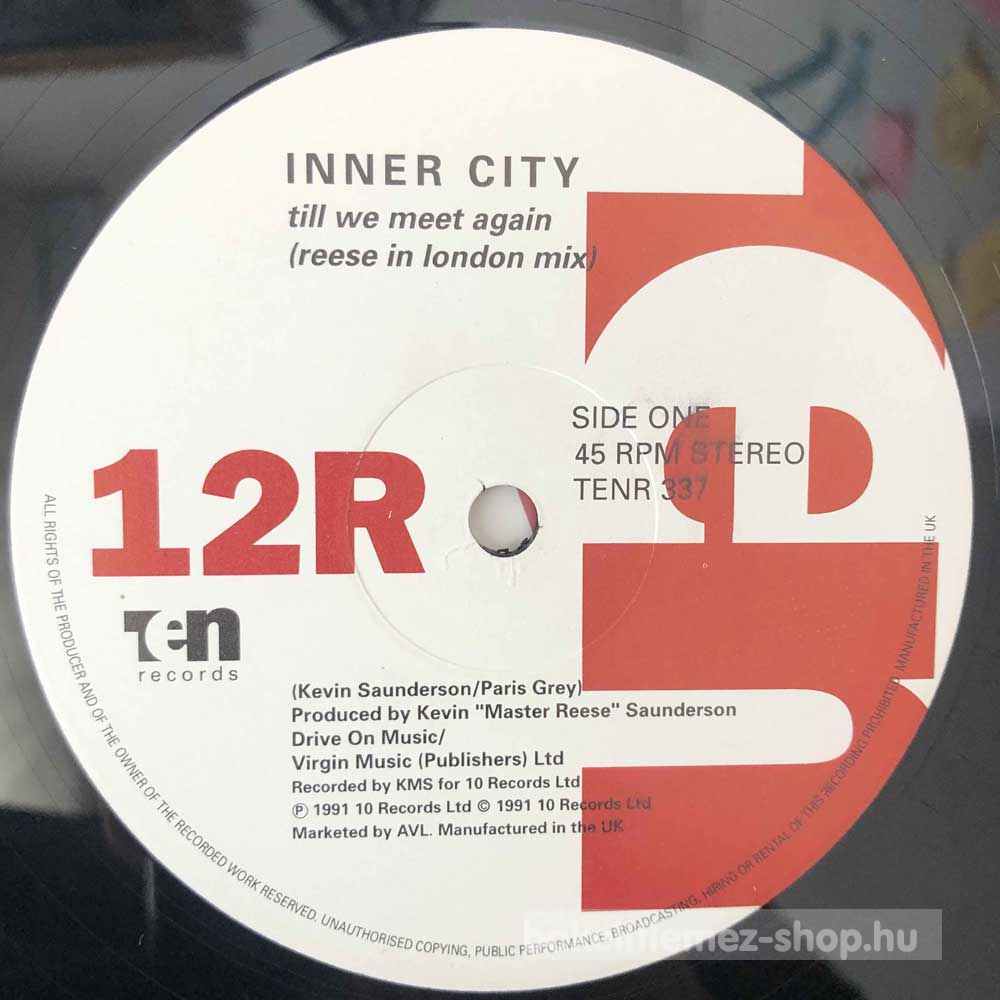 INNER CITY
till we meet again
(reese in london mix)
SIDE ONE
45 RPM STEREO
TENR 337
12R
Ten
records
(Kevin Saunderson/Paris Grey)
Produced by Kevin "Master Reese" Saunderson
Drive On Music/
Virgin Music (Publishers) Ltd
Recorded by KMS for 10 Records Ltd
Ⓟ 1991 10 Records Ltd © 1991 10 Records Ltd
Marketed by AVL. Manufactured in the UK
ALL RIGHTS OF THE PRODUCER AND OF THE OWNER OF THE RECORDED WORK RESERVED. UNAUTHORISED COPYING, PUBLIC PERFORMANCE, BROADCASTING, HIRING OR RENTAL OF THIS RECORDING PROHIBITED. MANUFACTURED IN THE UK
bakelitlemez-shop.hu